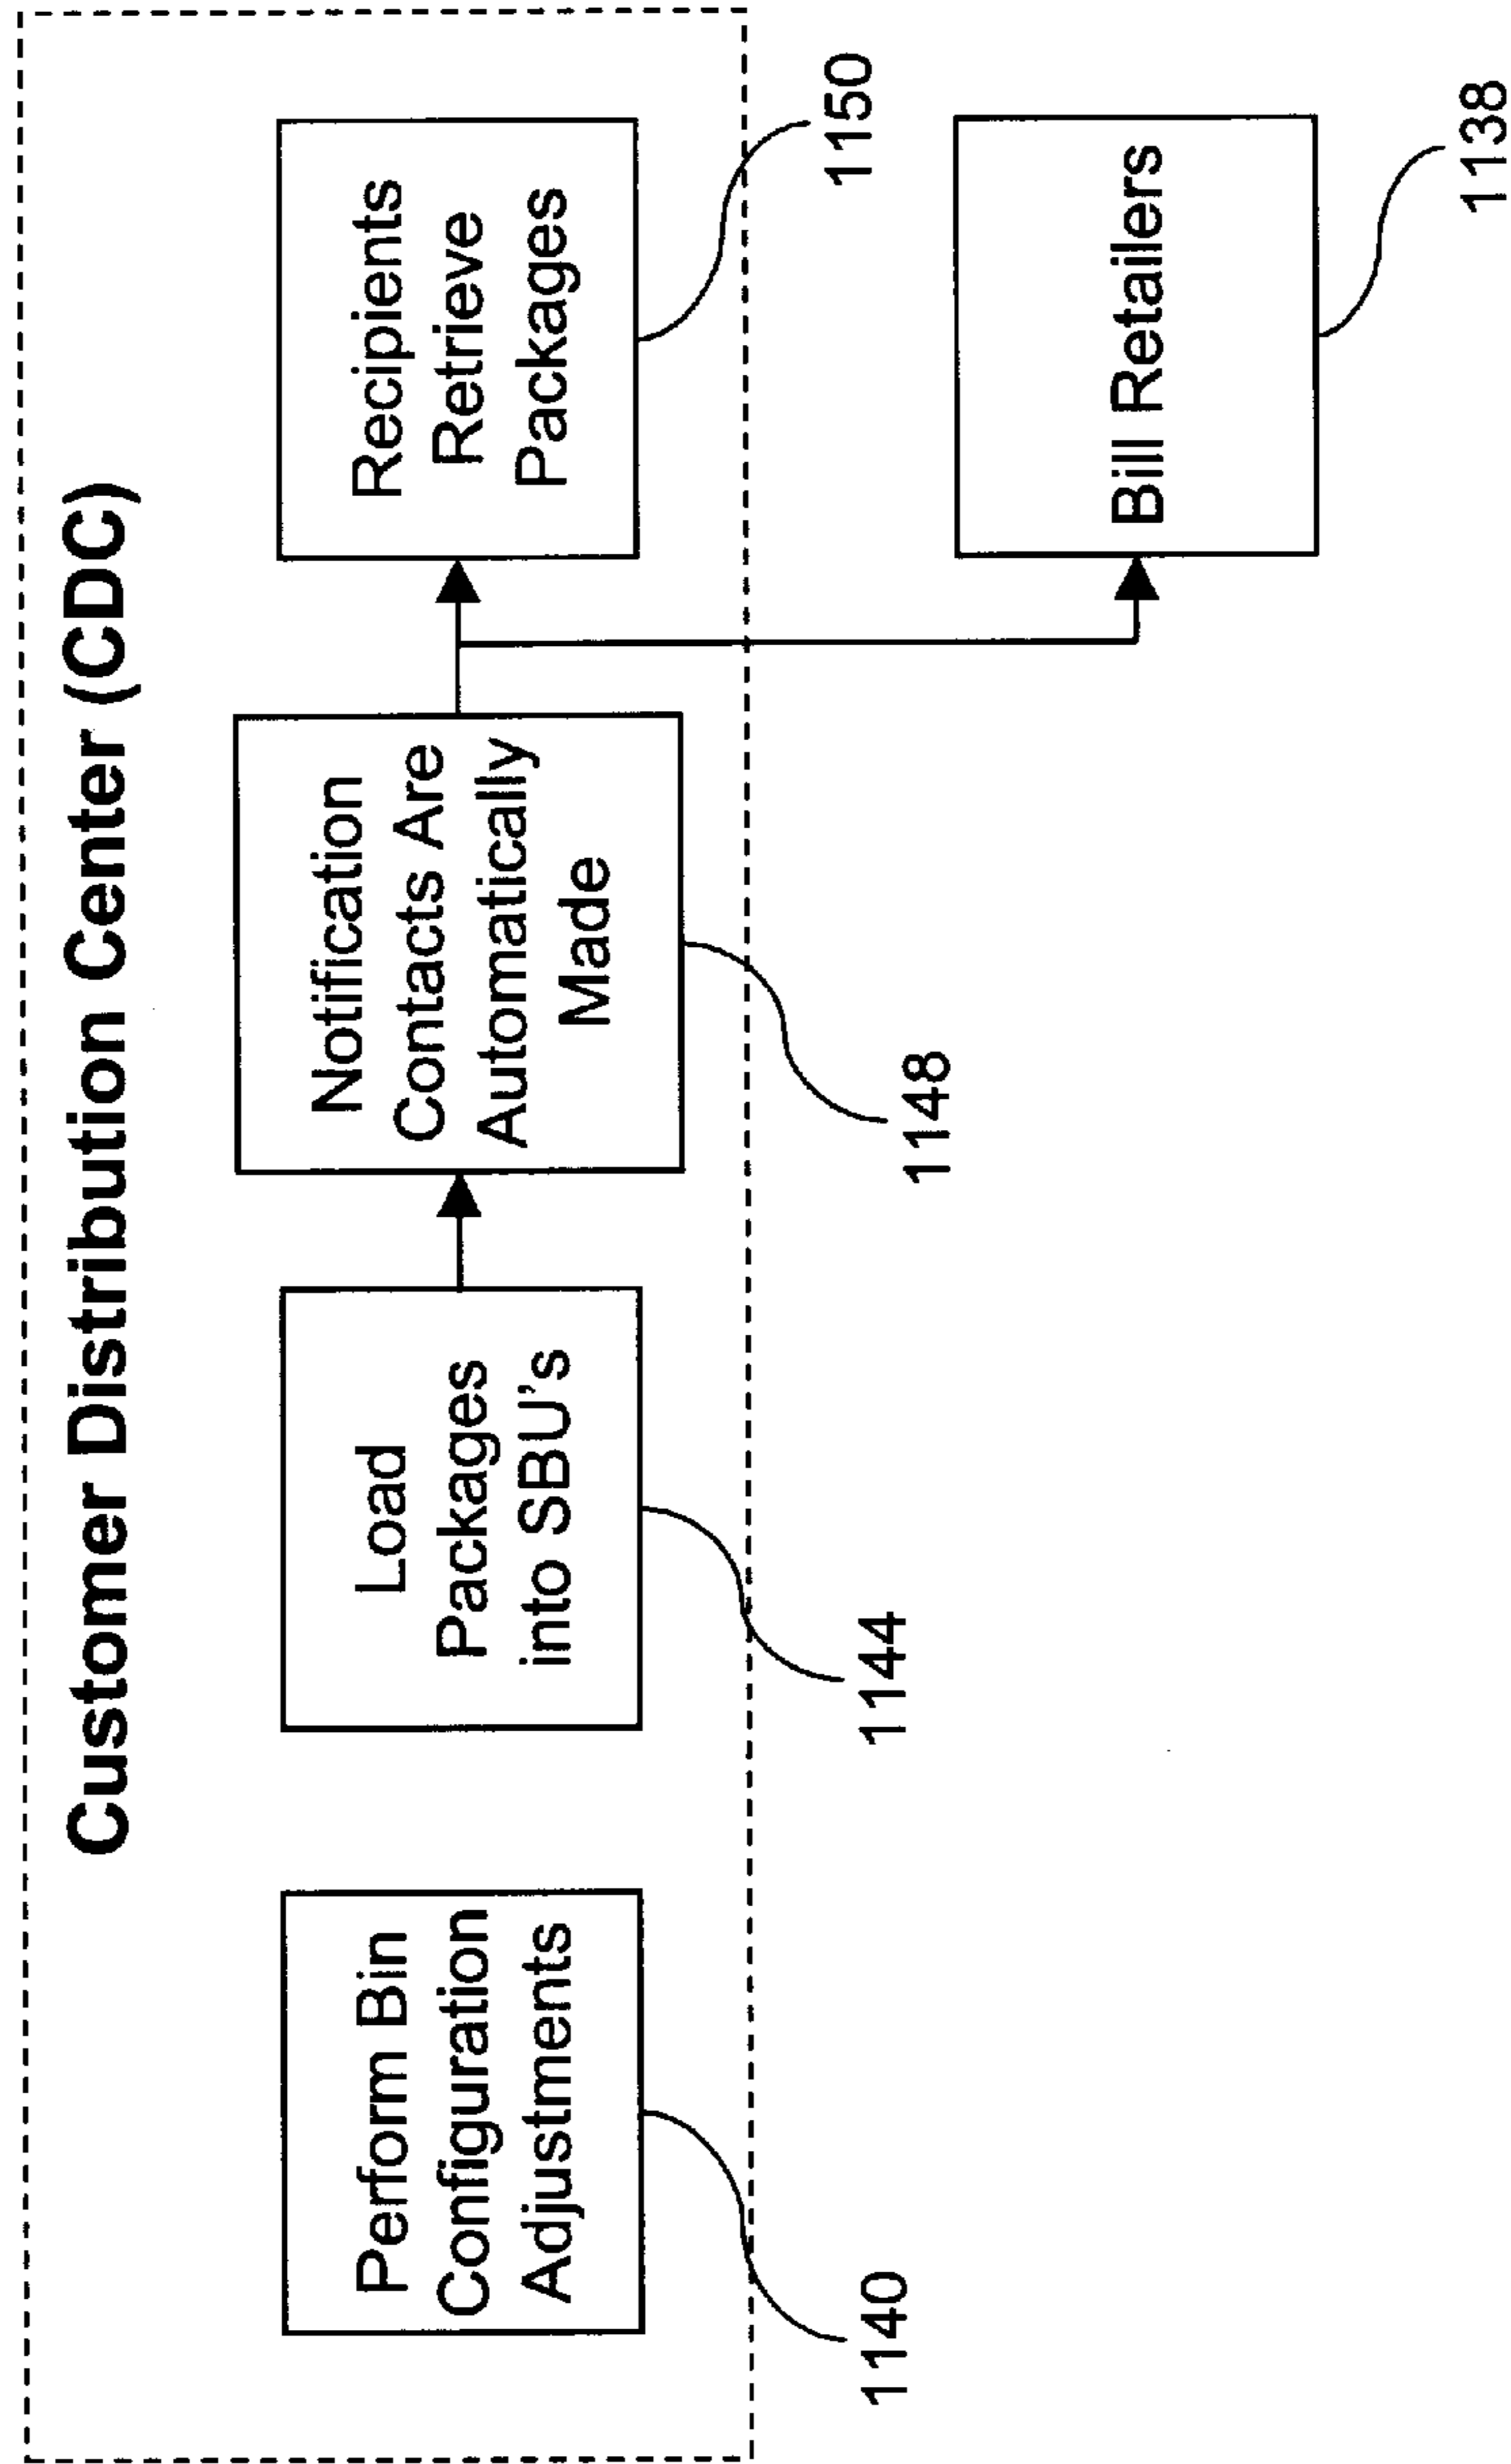 Customer Distribution Center (CDC)
Perform Bin
Configuration
Adjustments
1140
Load
Packages
into SBU's
1144
Notification
Contacts Are
Automatically
Made
1148
Recipients
Retrieve
Packages
1150
Bill Retailers
1138